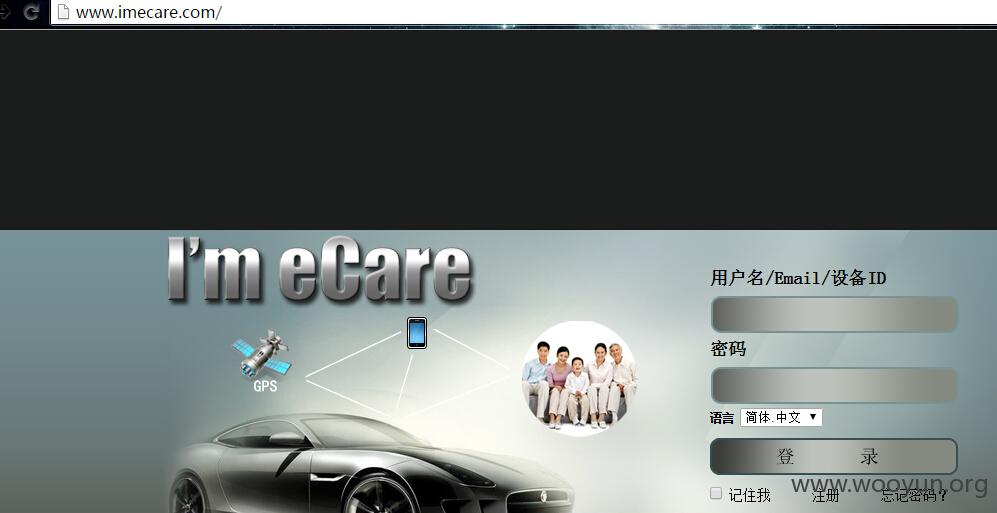 www.imecare.com/
I'm eCare
GPS
用户名/Email/设备ID
密码
语言 简体.中文
登 录
记住我 注册 忘记密码?
www.wooyun.org